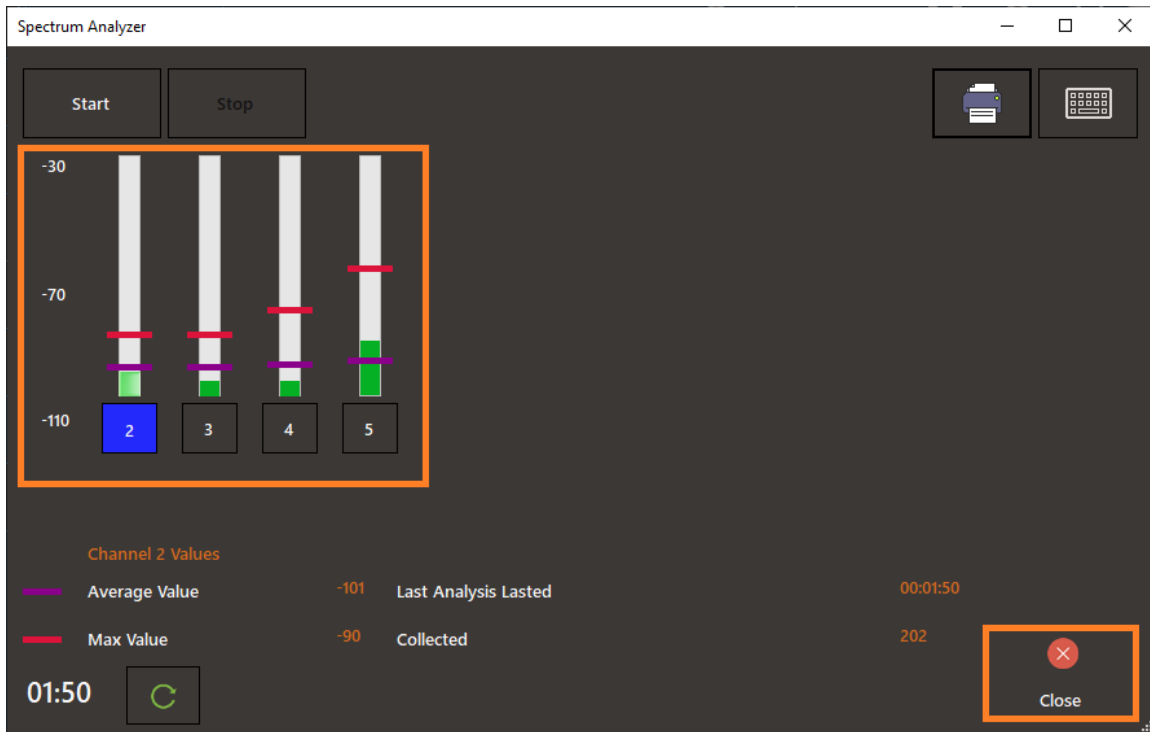 Spectrum Analyzer
Start Stop
-30
-70
-110
2 3 4 5
Channel 2 Values
Average Value -101 Last Analysis Lasted 00:01:50
Max Value -90 Collected 202
01:50
Close